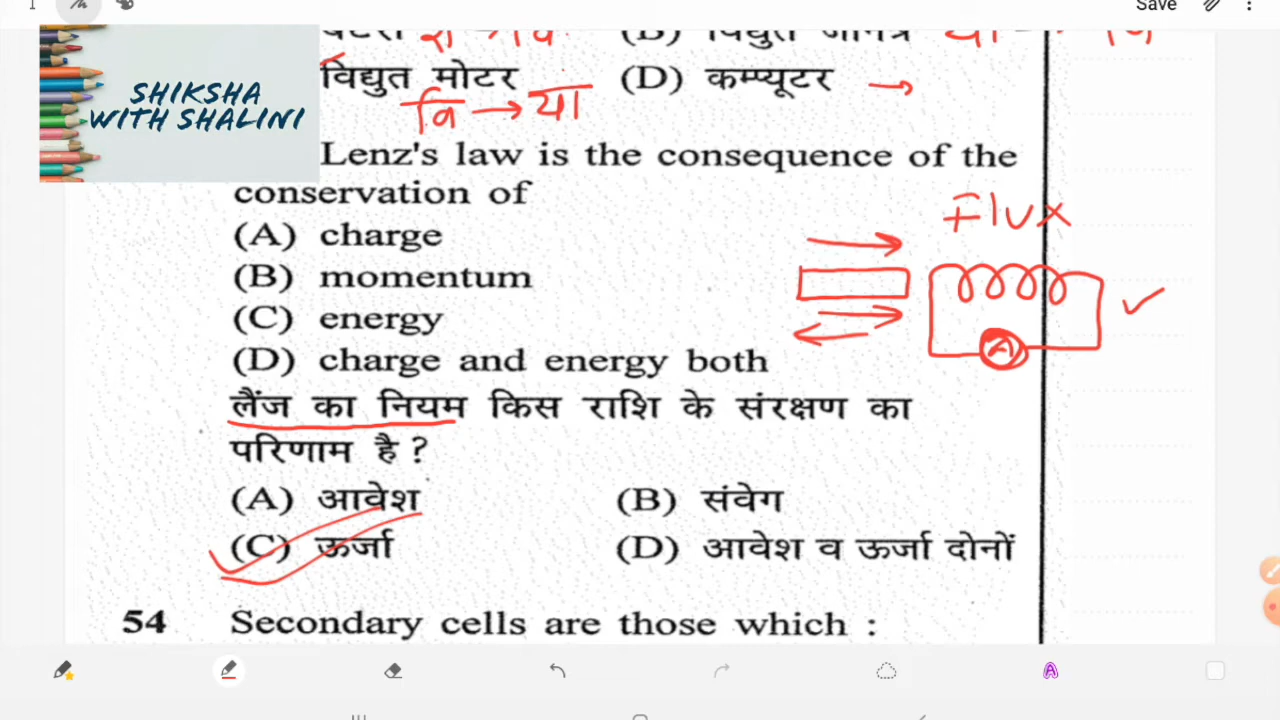 1
Save
(B) विद्युत
SHIKSHA
WITH SHALINI
विद्युत मोटर (D) कम्प्यूटर →
वि → या
Lenz's law is the consequence of the
conservation of
Flux
(A) charge
(B) momentum
(C) energy
A
(D) charge and energy both
लैंज का नियम किस राशि के संरक्षण का
परिणाम है ?
(A) आवेश (B) संवेग
(C) ऊर्जा (D) आवेश व ऊर्जा दोनों
54 Secondary cells are those which :
A